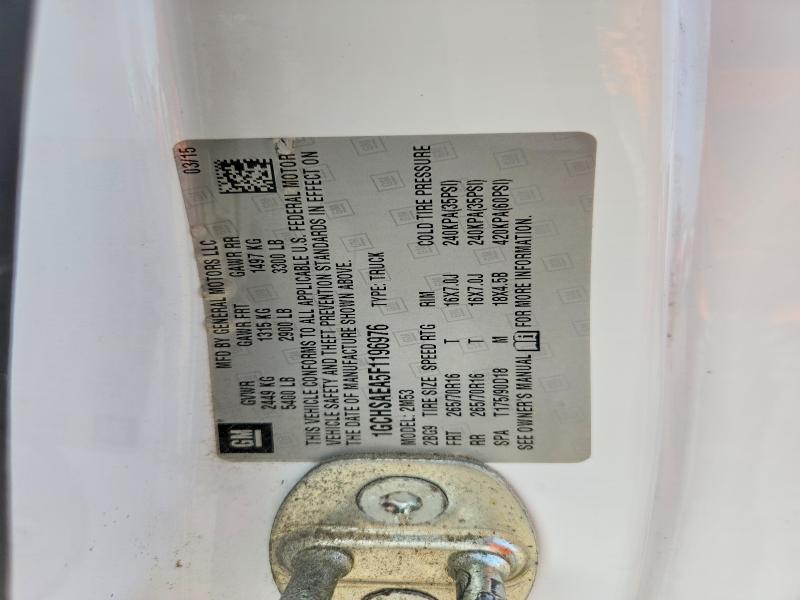 GM
MFD BY GENERAL MOTORS LLC 03/15
GVWR GAWR FRT GAWR RR
2449 KG 1315 KG 1497 KG
5400 LB 2900 LB 3300 LB
THIS VEHICLE CONFORMS TO ALL APPLICABLE U.S. FEDERAL MOTOR
VEHICLE SAFETY AND THEFT PREVENTION STANDARDS IN EFFECT ON
THE DATE OF MANUFACTURE SHOWN ABOVE.
1GCHSAEA5F1196976 TYPE: TRUCK
MODEL: 2M53
2BG9 TIRE SIZE SPEED RTG RIM COLD TIRE PRESSURE
FRT 265/70R16 T 16X7.0J 240KPA(35PSI)
RR 265/70R16 T 16X7.0J 240KPA(35PSI)
SPA T175/90D18 M 18X4.5B 420KPA(60PSI)
SEE OWNER'S MANUAL FOR MORE INFORMATION.